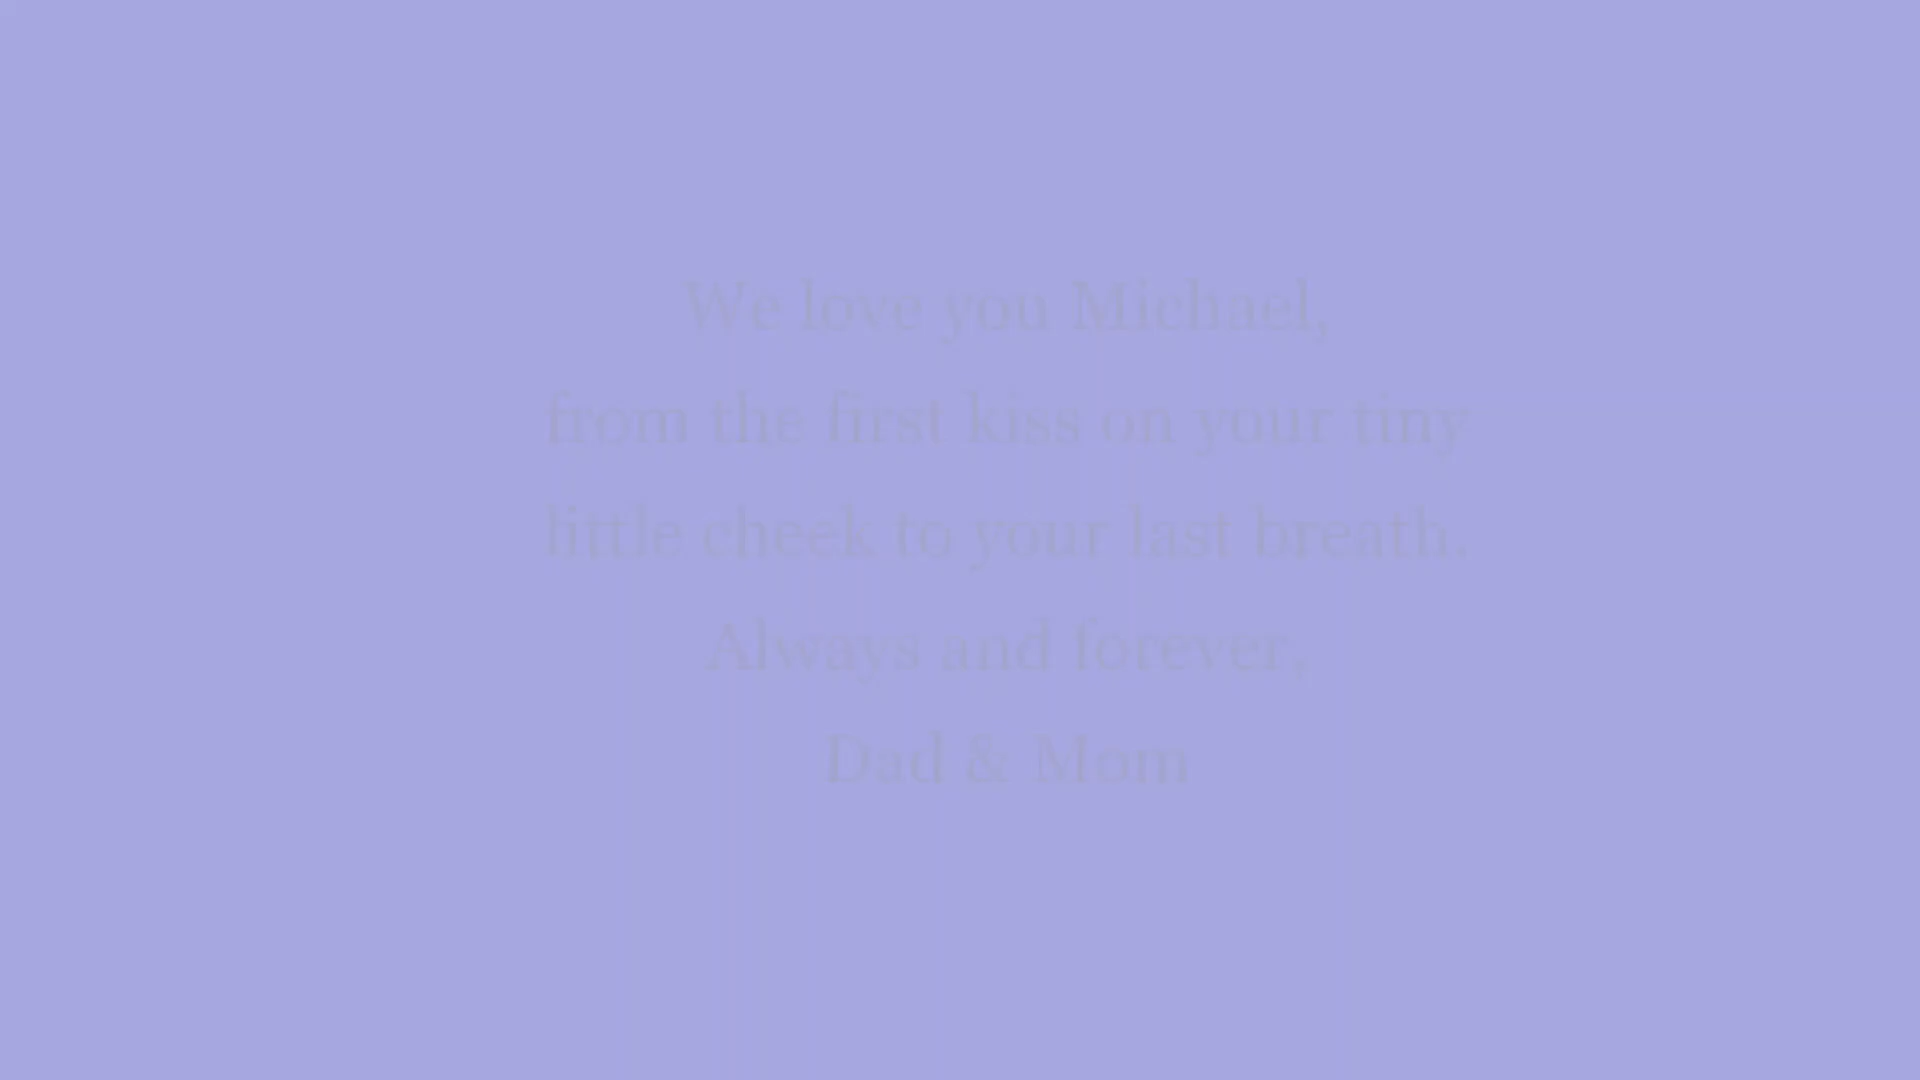 We love you Michael,
from the first kiss on your tiny
little cheek to your last breath.
Always and forever,
Dad & Mom